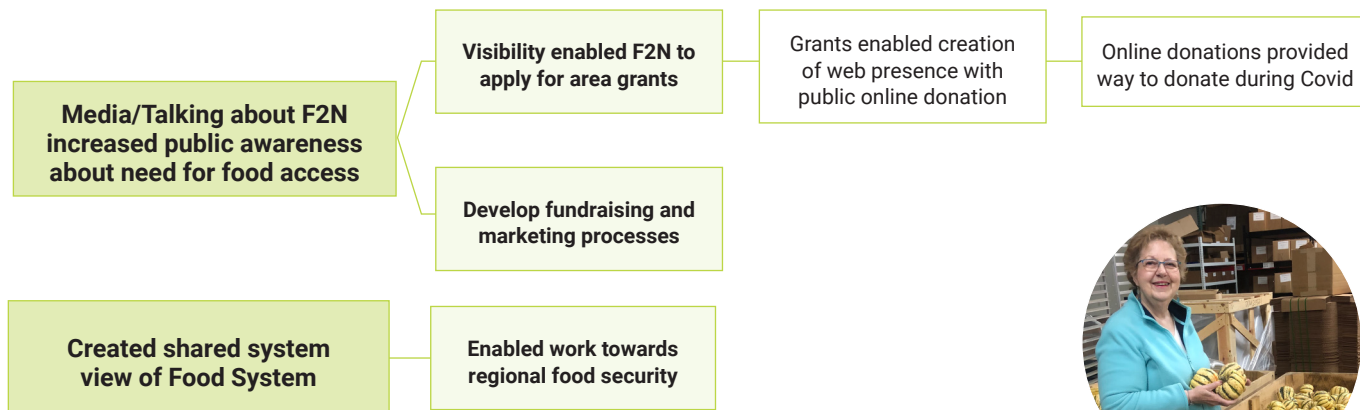 Media/Talking about F2N
increased public awareness
about need for food access
Visibility enabled F2N to
apply for area grants
Grants enabled creation
of web presence with
public online donation
Online donations provided
way to donate during Covid
Develop fundraising and
marketing processes
Created shared system
view of Food System
Enabled work towards
regional food security